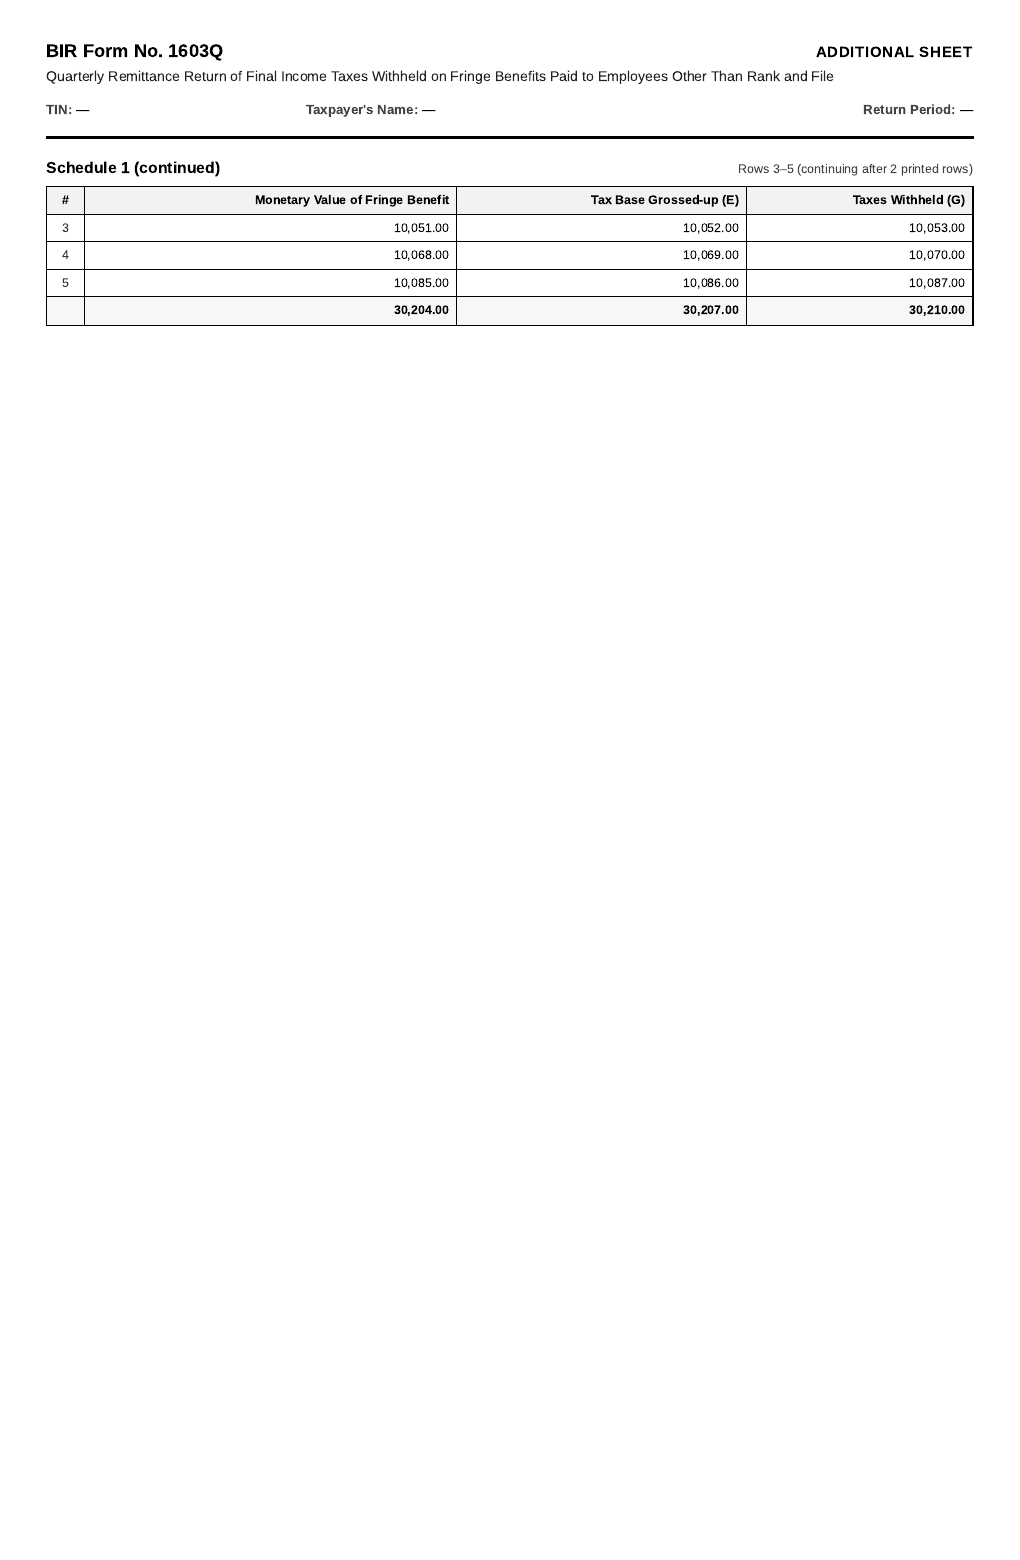 BIR Form No. 1603Q ADDITIONAL SHEET
Quarterly Remittance Return of Final Income Taxes Withheld on Fringe Benefits Paid to Employees Other Than Rank and File
TIN: — Taxpayer's Name: — Return Period: —
Schedule 1 (continued) Rows 3–5 (continuing after 2 printed rows)
# Monetary Value of Fringe Benefit Tax Base Grossed-up (E) Taxes Withheld (G)
3 10,051.00 10,052.00 10,053.00
4 10,068.00 10,069.00 10,070.00
5 10,085.00 10,086.00 10,087.00
30,204.00 30,207.00 30,210.00